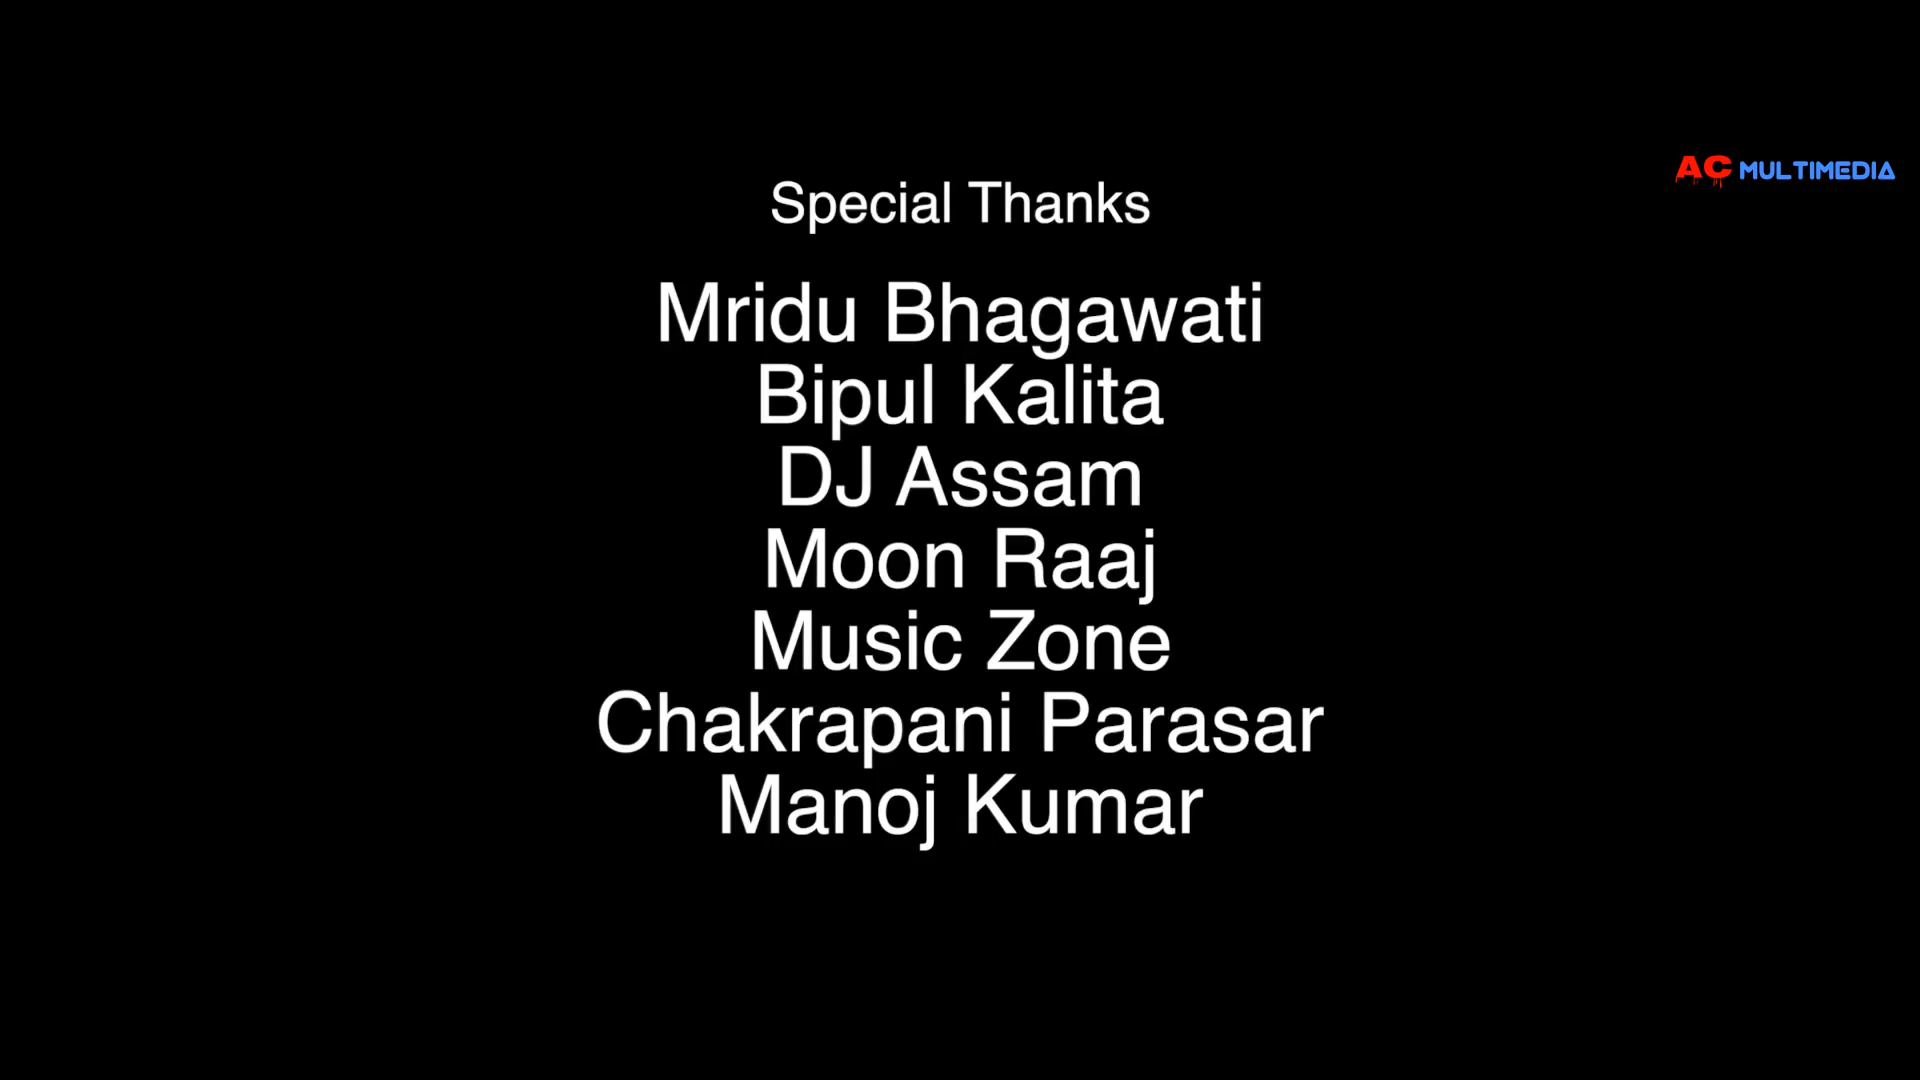 AC MULTIMEDIA
Special Thanks
Mridu Bhagawati
Bipul Kalita
DJ Assam
Moon Raaj
Music Zone
Chakrapani Parasar
Manoj Kumar